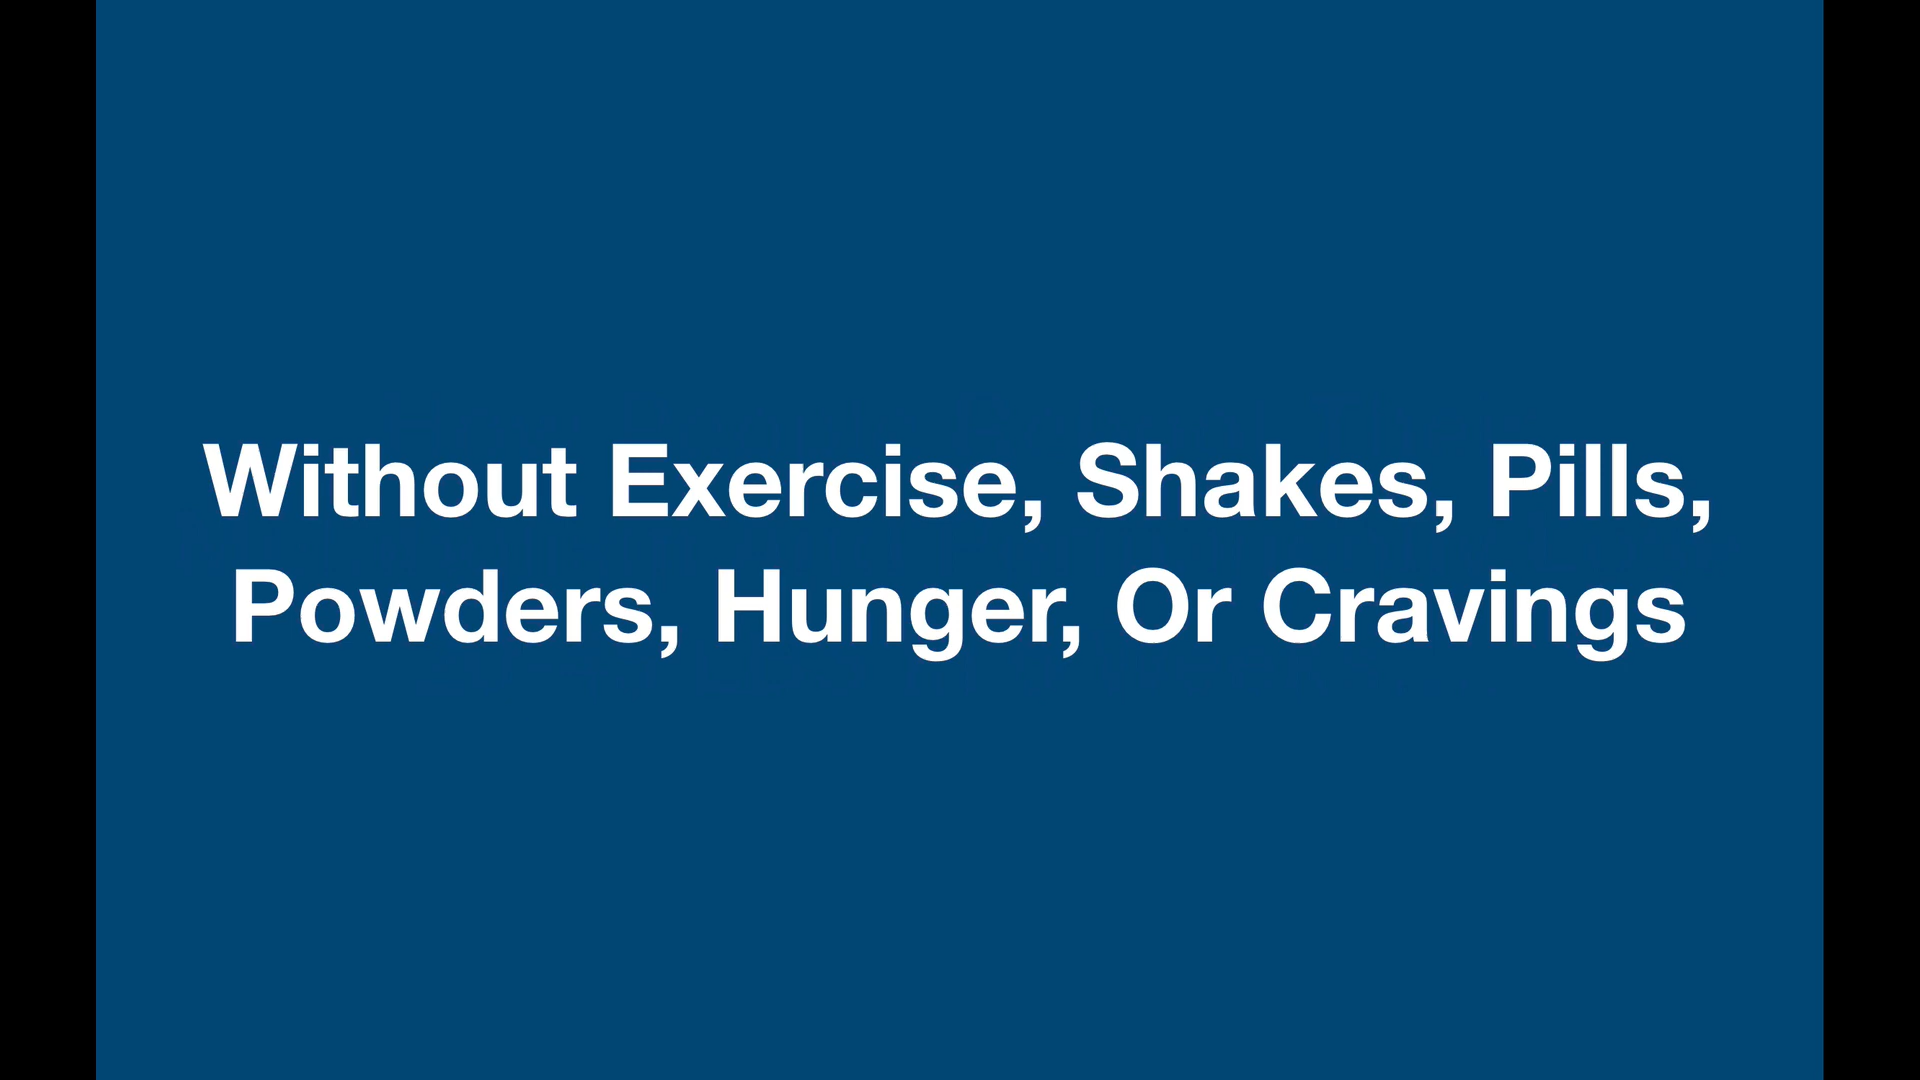 Without Exercise, Shakes, Pills,
Powders, Hunger, Or Cravings